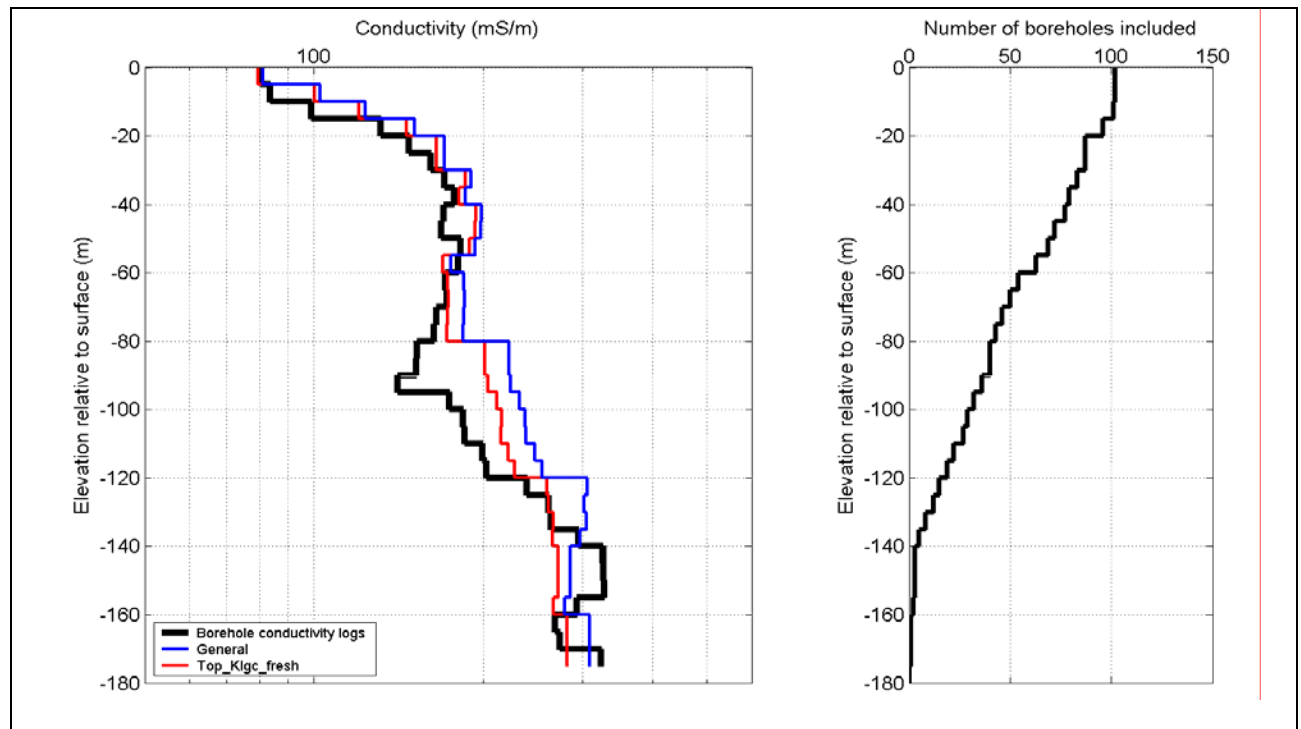 Conductivity (mS/m)
100
0
-20
-40
-60
-80
-100
-120
-140
-160
-180
Elevation relative to surface (m)
Borehole conductivity logs
General
Top_Klgc_fresh
Number of boreholes included
0 50 100 150
0
-20
-40
-60
-80
-100
-120
-140
-160
-180
Elevation relative to surface (m)